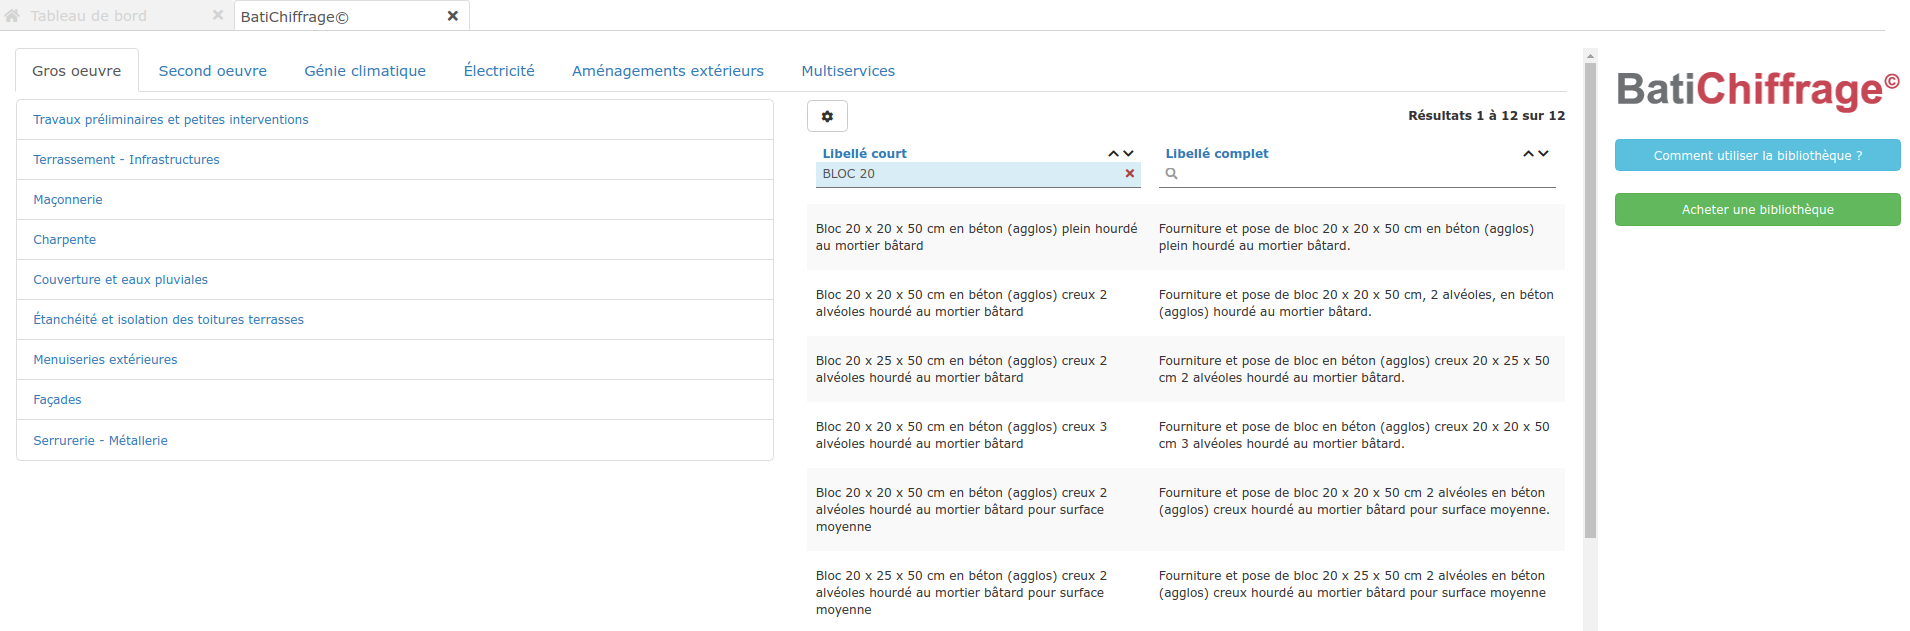 Tableau de bord
BatiChiffrage©
Gros oeuvre
Second oeuvre
Génie climatique
Électricité
Aménagements extérieurs
Multiservices
Travaux préliminaires et petites interventions
Terrassement - Infrastructures
Maçonnerie
Charpente
Couverture et eaux pluviales
Étanchéité et isolation des toitures terrasses
Menuiseries extérieures
Façades
Serrurerie - Métallerie
Résultats 1 à 12 sur 12
Libellé court
Libellé complet
BLOC 20
Bloc 20 x 20 x 50 cm en béton (agglos) plein hourdé
au mortier bâtard
Fourniture et pose de bloc 20 x 20 x 50 cm en béton (agglos)
plein hourdé au mortier bâtard.
Bloc 20 x 20 x 50 cm en béton (agglos) creux 2
alvéoles hourdé au mortier bâtard
Fourniture et pose de bloc 20 x 20 x 50 cm, 2 alvéoles, en béton
(agglos) hourdé au mortier bâtard.
Bloc 20 x 25 x 50 cm en béton (agglos) creux 2
alvéoles hourdé au mortier bâtard
Fourniture et pose de bloc en béton (agglos) creux 20 x 25 x 50
cm 2 alvéoles hourdé au mortier bâtard.
Bloc 20 x 20 x 50 cm en béton (agglos) creux 3
alvéoles hourdé au mortier bâtard
Fourniture et pose de bloc en béton (agglos) creux 20 x 20 x 50
cm 3 alvéoles hourdé au mortier bâtard.
Bloc 20 x 20 x 50 cm en béton (agglos) creux 2
alvéoles hourdé au mortier bâtard pour surface
moyenne
Fourniture et pose de bloc 20 x 20 x 50 cm 2 alvéoles en béton
(agglos) creux hourdé au mortier bâtard pour surface moyenne.
Bloc 20 x 25 x 50 cm en béton (agglos) creux 2
alvéoles hourdé au mortier bâtard pour surface
moyenne
Fourniture et pose de bloc 20 x 25 x 50 cm 2 alvéoles en béton
(agglos) creux hourdé au mortier bâtard pour surface moyenne
BatiChiffrage©
Comment utiliser la bibliothèque ?
Acheter une bibliothèque